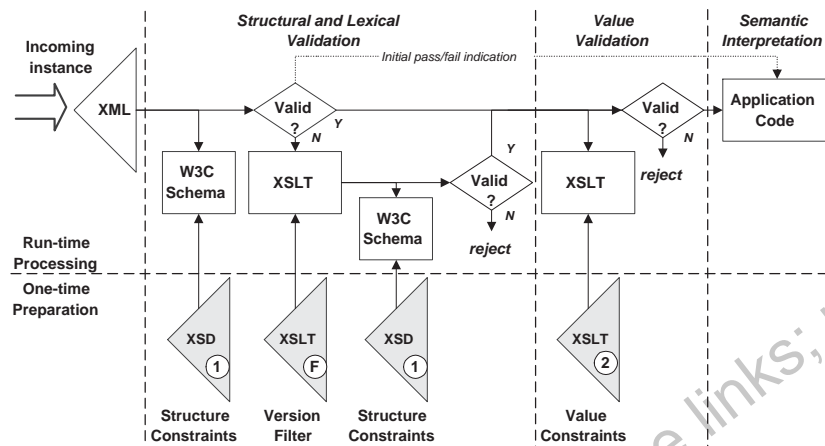 Structural and Lexical
Validation
Value
Validation
Semantic
Interpretation
Incoming
instance
Initial pass/fail indication
XML
Valid
?
Y
N
Valid
?
N
Application
Code
W3C
Schema
XSLT
Y
Valid
?
N
XSLT
reject
W3C
Schema
reject
Run-time
Processing
One-time
Preparation
XSD
1
XSLT
F
XSD
1
XSLT
2
Structure
Constraints
Version
Filter
Structure
Constraints
Value
Constraints
e links;